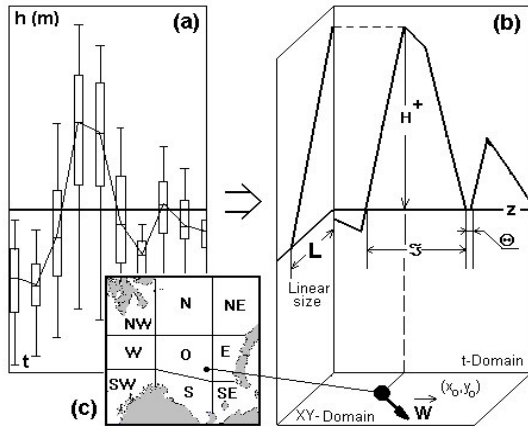 h (m)
(a)
t
(b)
H+
z
Θ
L
ℑ
Linear
size
t-Domain
(x₀,y₀)
W
XY-Domain
N
NE
NW
W
O
E
SW
S
SE
(c)